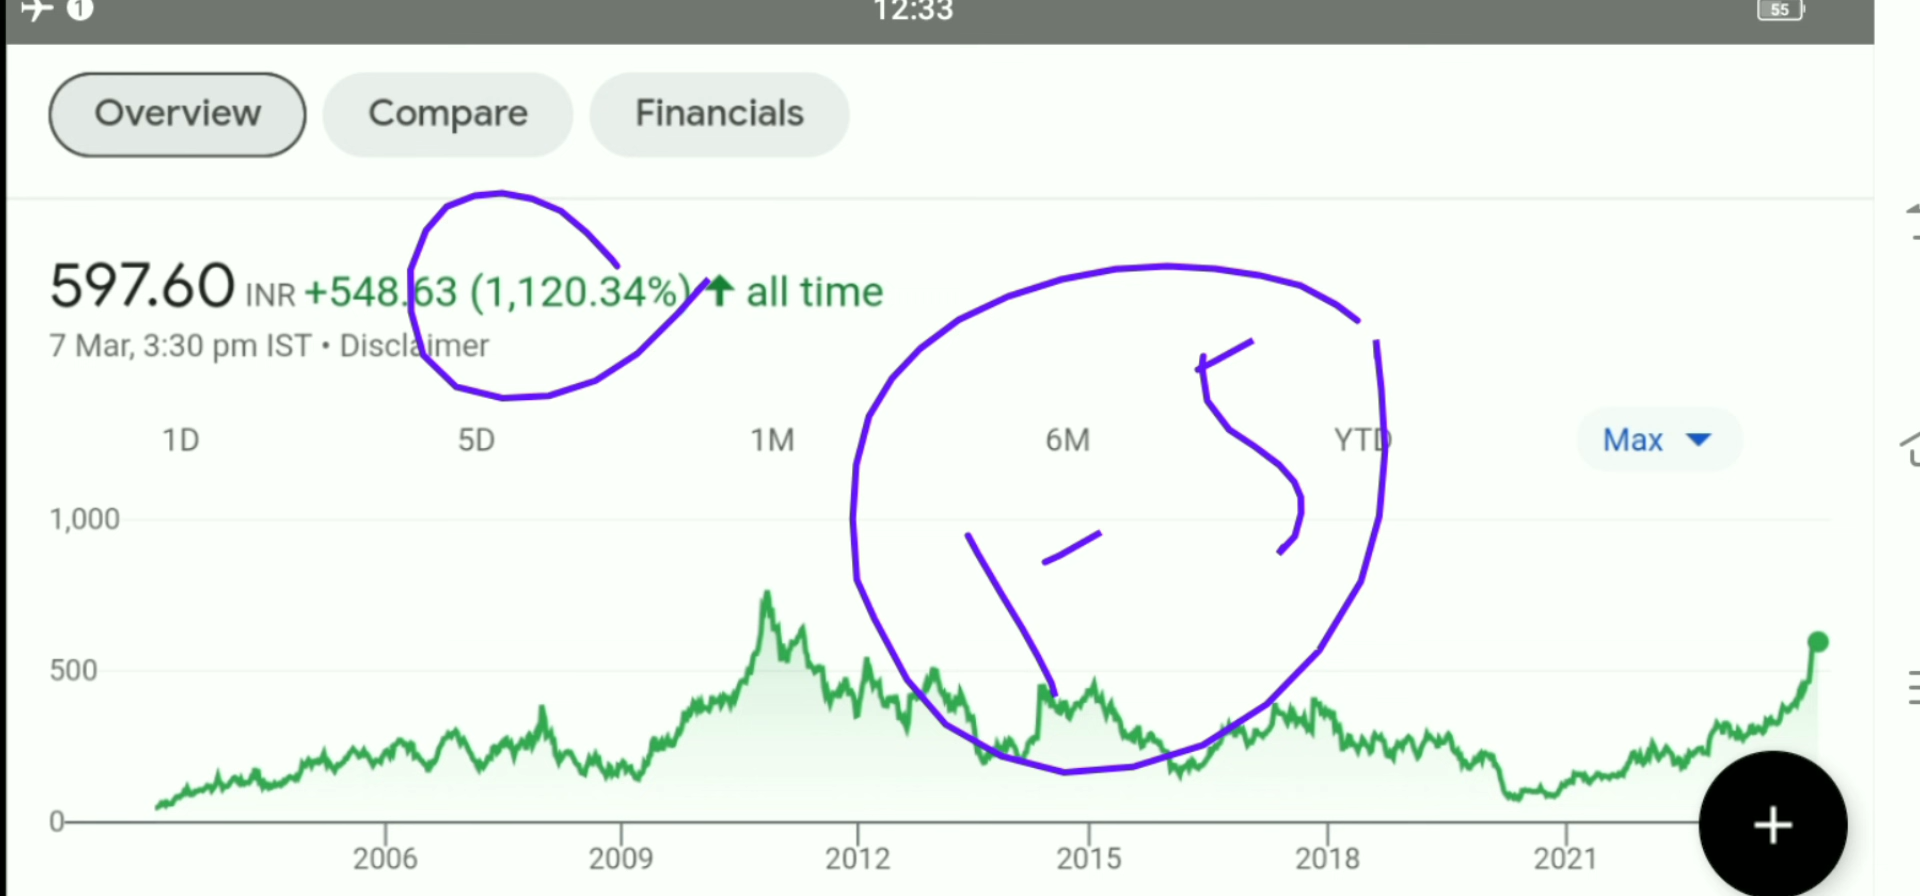 1 12:33 55
Overview Compare Financials
597.60 INR +548.63 (1,120.34%) ↑ all time
7 Mar, 3:30 pm IST • Disclaimer
1D 5D 1M 6M YTD Max
1,000
500
0
2006 2009 2012 2015 2018 2021